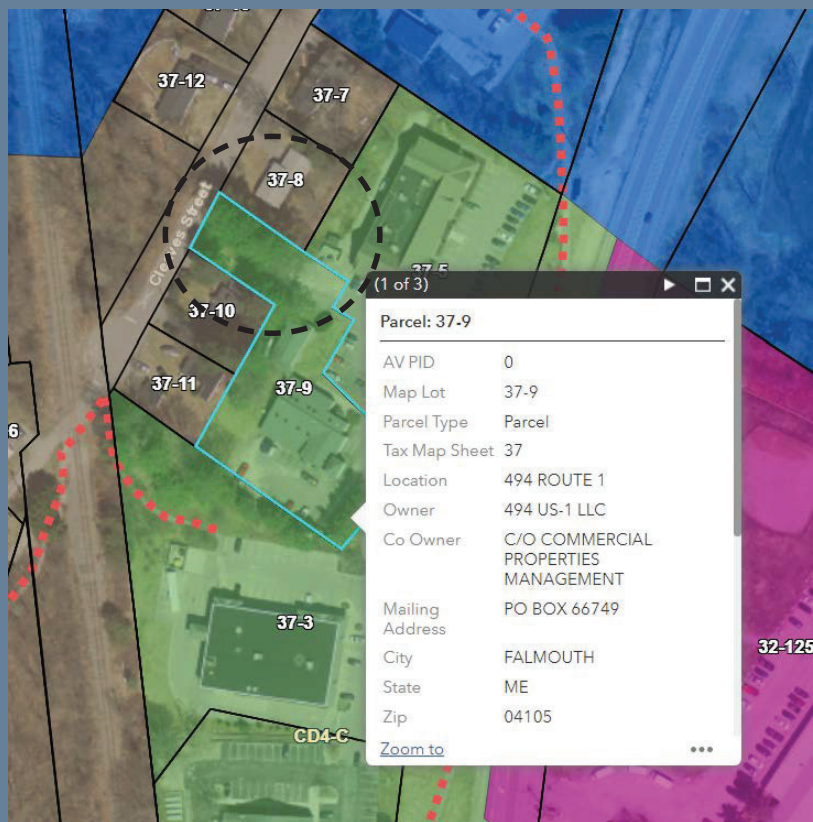 37-12
37-7
37-8
Cleaves Street
37-5
37-10
37-11
37-9
6
37-3
32-125
CD4-C
(1 of 3)
Parcel: 37-9
AV PID 0
Map Lot 37-9
Parcel Type Parcel
Tax Map Sheet 37
Location 494 ROUTE 1
Owner 494 US-1 LLC
Co Owner C/O COMMERCIAL
PROPERTIES
MANAGEMENT
Mailing PO BOX 66749
Address
City FALMOUTH
State ME
Zip 04105
Zoom to